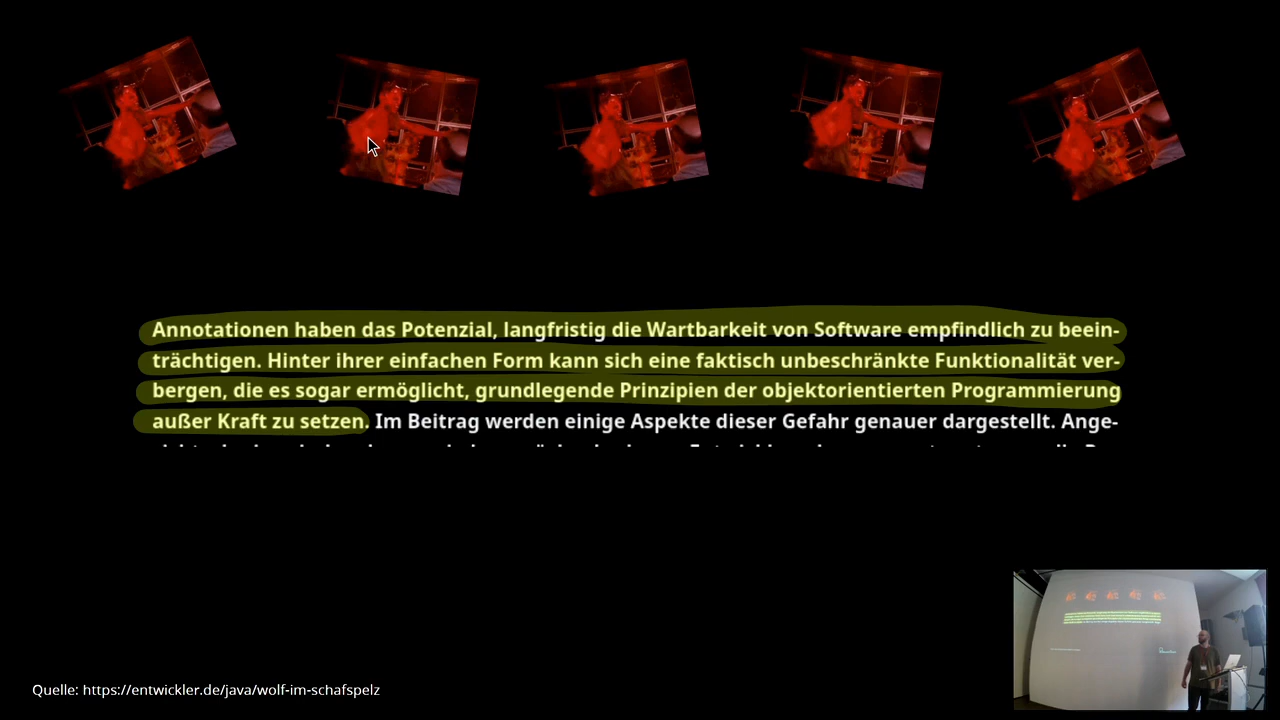 Annotationen haben das Potenzial, langfristig die Wartbarkeit von Software empfindlich zu beein-
trächtigen. Hinter ihrer einfachen Form kann sich eine faktisch unbeschränkte Funktionalität ver-
bergen, die es sogar ermöglicht, grundlegende Prinzipien der objektorientierten Programmierung
außer Kraft zu setzen. Im Beitrag werden einige Aspekte dieser Gefahr genauer dargestellt. Ange-
Quelle: https://entwickler.de/java/wolf-im-schafspelz